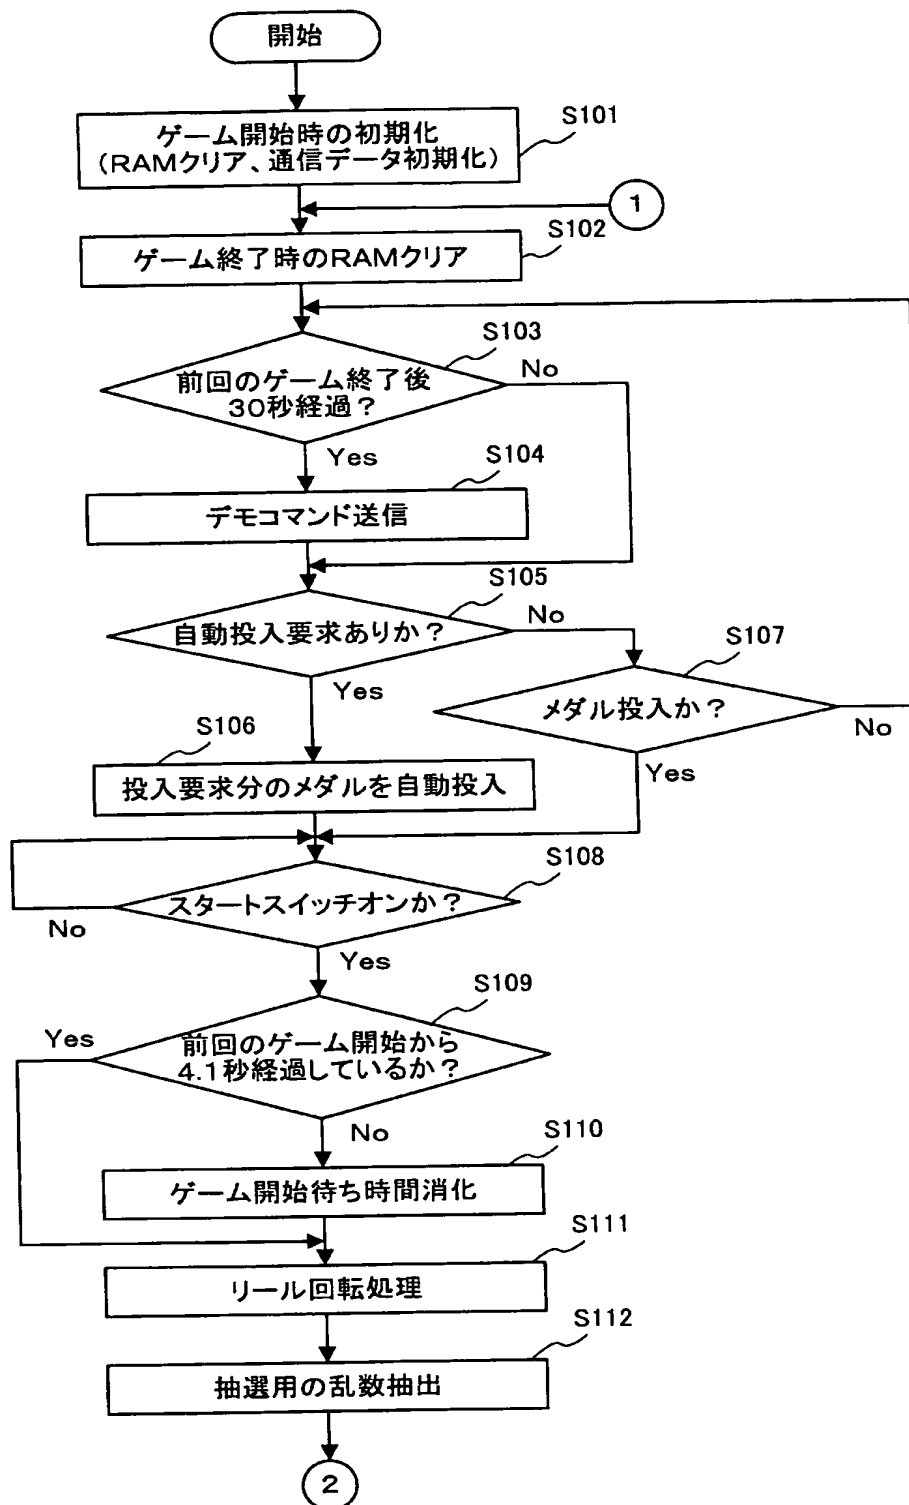 開始
S101
ゲーム開始時の初期化
(RAMクリア、通信データ初期化)
1
S102
ゲーム終了時のRAMクリア
S103
前回のゲーム終了後
30秒経過?
No
Yes
S104
デモコマンド送信
S105
自動投入要求ありか?
No
Yes
S107
メダル投入か?
No
Yes
S106
投入要求分のメダルを自動投入
S108
スタートスイッチオンか?
No
Yes
S109
前回のゲーム開始から
4.1秒経過しているか?
Yes
No
S110
ゲーム開始待ち時間消化
S111
リール回転処理
S112
抽選用の乱数抽出
2